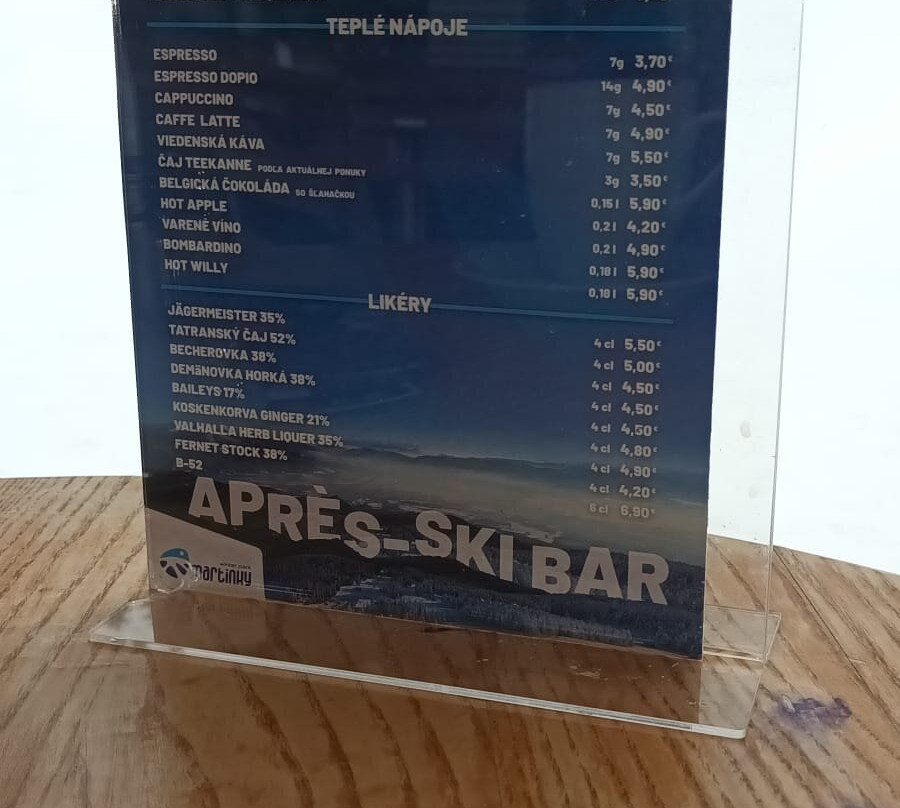 TEPLÉ NÁPOJE
ESPRESSO 7g 3,70€
ESPRESSO DOPIO 14g 4,90€
CAPPUCCINO 7g 4,50€
CAFFE LATTE 7g 4,90€
VIEDENSKÁ KÁVA 7g 5,50€
ČAJ TEEKANNE PODĽA AKTUÁLNEJ PONUKY 3g 3,50€
BELGICKÁ ČOKOLÁDA SO ŠĽAHAČKOU 0,15 l 5,90€
HOT APPLE 0,2 l 4,20€
VARENÉ VÍNO 0,2 l 4,90€
BOMBARDINO 0,18 l 5,90€
HOT WILLY 0,18 l 5,90€
LIKÉRY
JÄGERMEISTER 35% 4 cl 5,50€
TATRANSKÝ ČAJ 52% 4 cl 5,00€
BECHEROVKA 38% 4 cl 4,50€
DEMäNOVKA HORKÁ 38% 4 cl 4,50€
BAILEYS 17% 4 cl 4,50€
KOSKENKORVA GINGER 21% 4 cl 4,80€
VALHALLA HERB LIQUER 35% 4 cl 4,90€
FERNET STOCK 38% 4 cl 4,20€
B-52 6 cl 6,90€
APRÈS-SKI BAR
martinky